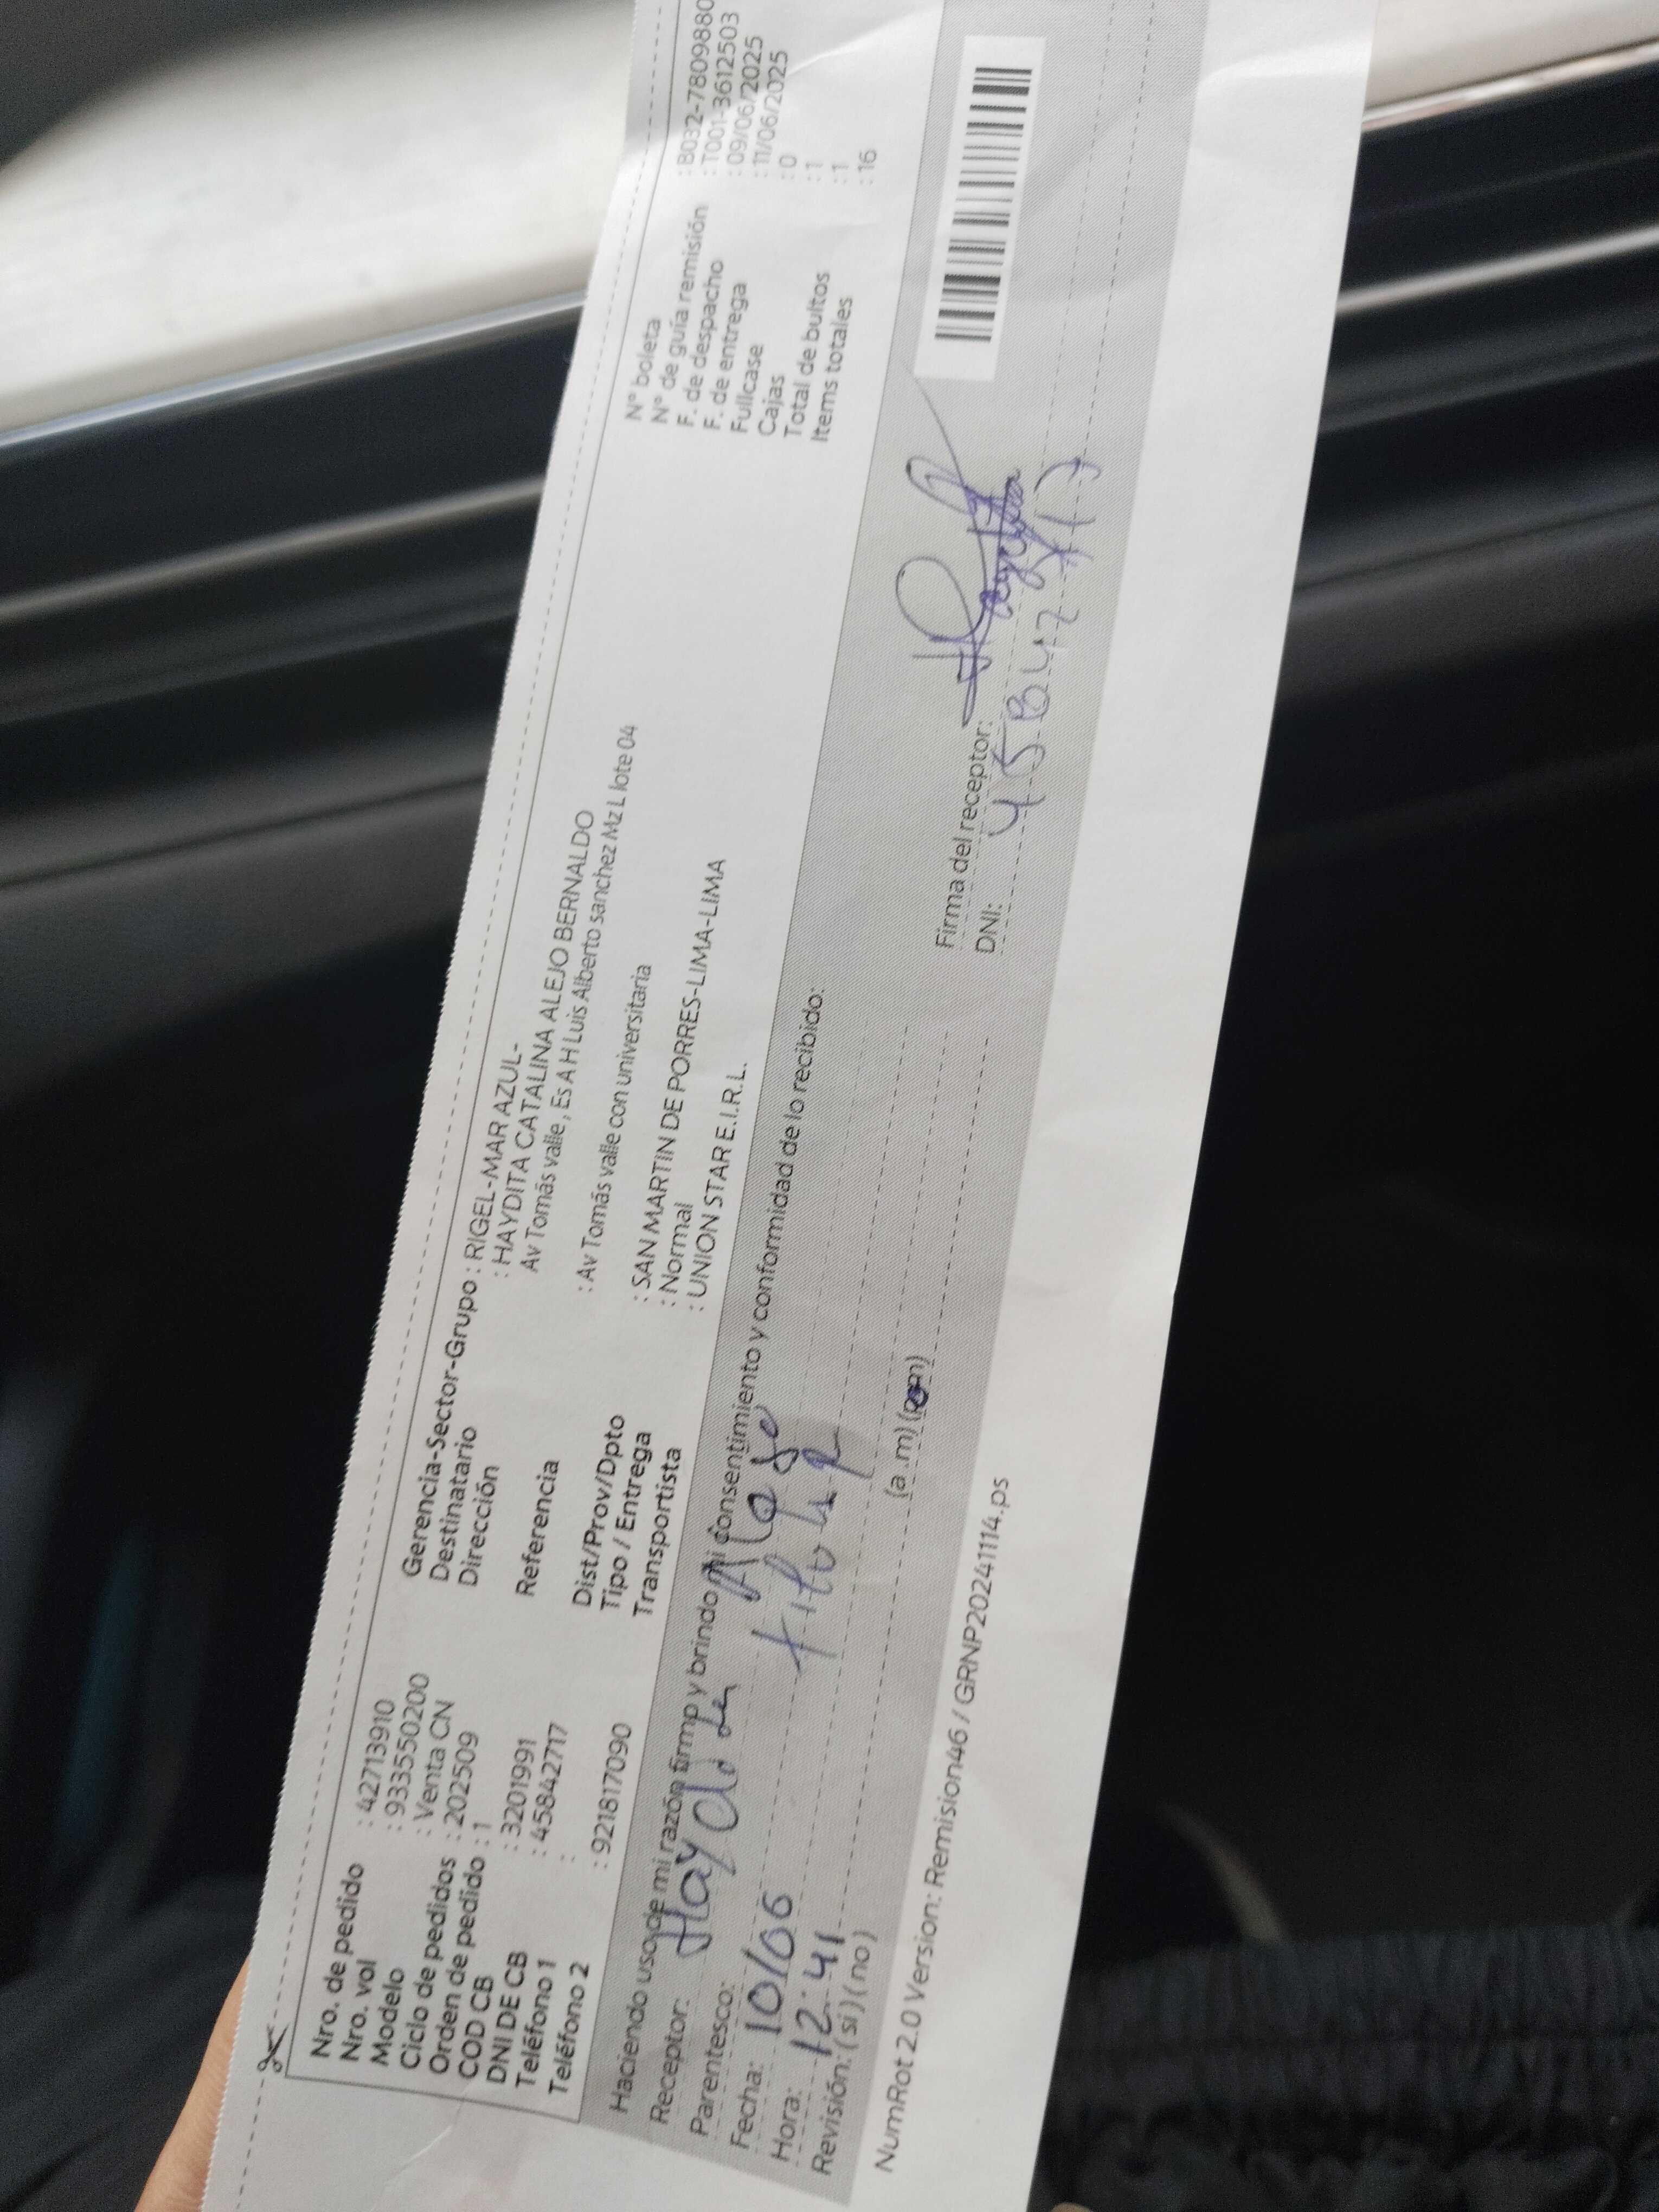 Nro. de pedido : 42713910
Nro. vol : 933550200
Modelo : Venta CN
Ciclo de pedidos : 202509
Orden de pedido : 1
COD CB : 3201991
DNI DE CB : 45842717
Teléfono 1 :
Teléfono 2 : 921817090
Gerencia-Sector-Grupo : RIGEL-MAR AZUL-
Destinatario : HAYDITA CATALINA ALEJO BERNALDO
Dirección Av Tomás valle , Es A H Luis Alberto sanchez Mz L lote 04
Referencia : Av Tomás valle con universitaria
Dist/Prov/Dpto : SAN MARTIN DE PORRES-LIMA-LIMA
Tipo / Entrega : Normal
Transportista : UNION STAR E.I.R.L.
N° boleta : B032-7809880
N° de guía remisión : T001-3612503
F. de despacho : 09/06/2025
F. de entrega : 11/06/2025
Fullcase : 0
Cajas : 1
Total de bultos : 1
Items totales : 16
Haciendo uso de mi razón firmo y brindo mi consentimiento y conformidad de lo recibido:
Receptor:
Parentesco: titular
Fecha: 10/06
Hora: 12:41 (a.m) (p.m)
Revisión: (si) (no)
Firma del receptor:
DNI: 45842717
NumRot 2.0 Version: Remision46 / GRNP20241114.ps